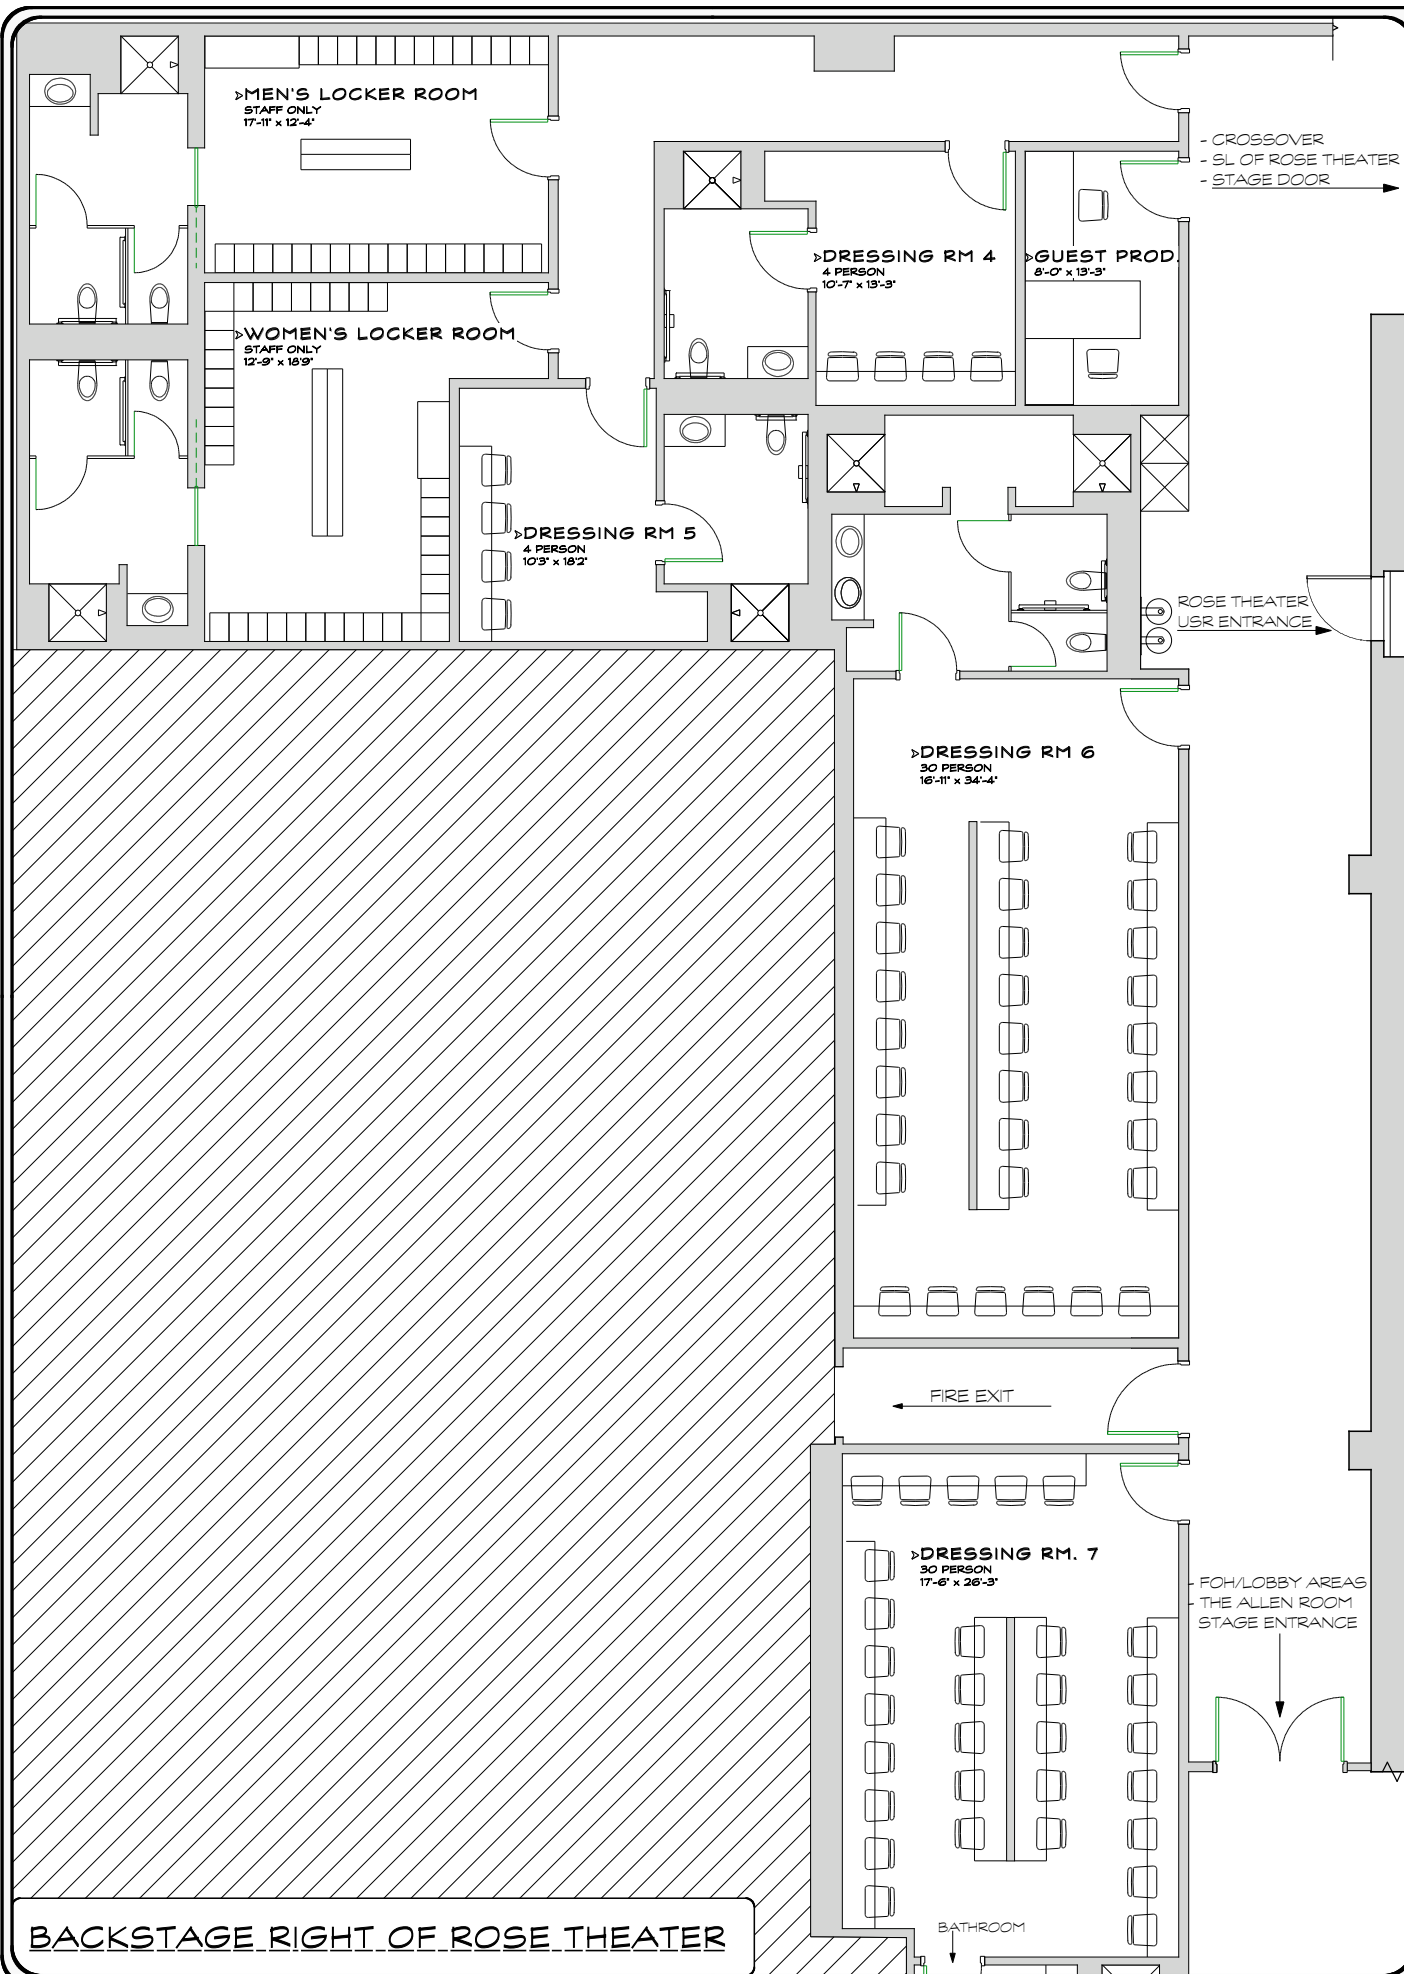 MEN'S LOCKER ROOM
STAFF ONLY
17'-11" x 12'-4"
- CROSSOVER
- SL OF ROSE THEATER
- STAGE DOOR
DRESSING RM 4
4 PERSON
10'-7" x 13'-3"
GUEST PROD.
8'-0" x 13'-3"
WOMEN'S LOCKER ROOM
STAFF ONLY
12'-9" x 18'9"
DRESSING RM 5
4 PERSON
10'3" x 18'2"
ROSE THEATER
USR ENTRANCE
DRESSING RM 6
30 PERSON
16'-11" x 34'-4"
FIRE EXIT
DRESSING RM. 7
30 PERSON
17'-6" x 26'-3"
- FOH/LOBBY AREAS
- THE ALLEN ROOM
STAGE ENTRANCE
BATHROOM
BACKSTAGE RIGHT OF ROSE THEATER